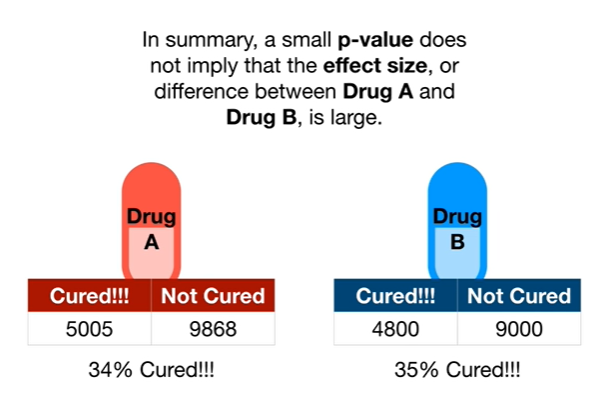 In summary, a small p-value does
not imply that the effect size, or
difference between Drug A and
Drug B, is large.
Drug
A
Drug
B
Cured!!! Not Cured
5005 9868
Cured!!! Not Cured
4800 9000
34% Cured!!!
35% Cured!!!